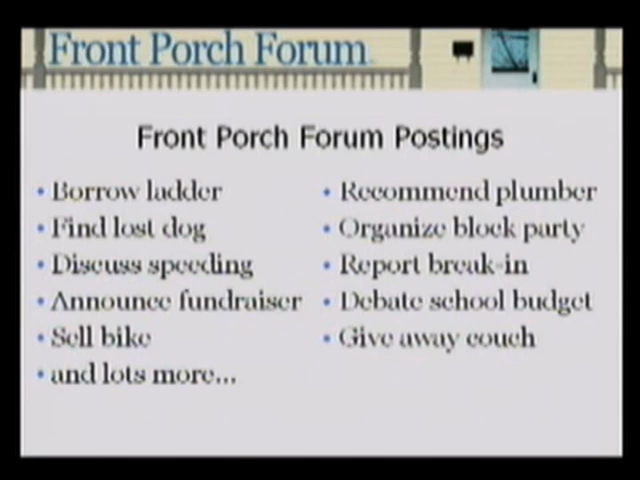 Front Porch Forum
Front Porch Forum Postings
• Borrow ladder
• Find lost dog
• Discuss speeding
• Announce fundraiser
• Sell bike
• and lots more...
• Recommend plumber
• Organize block party
• Report break-in
• Debate school budget
• Give away couch